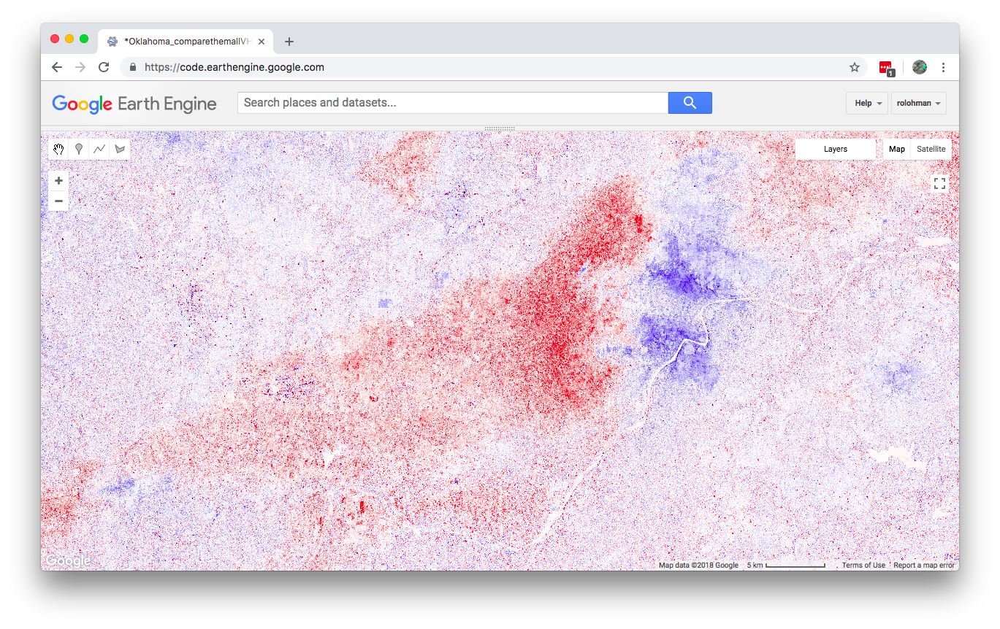 *Oklahoma_comparethemallVH
https://code.earthengine.google.com
1
Google Earth Engine
Search places and datasets...
Help
rolohman
Layers
Map
Satellite
+
−
Google
Map data ©2018 Google
5 km
Terms of Use
Report a map error